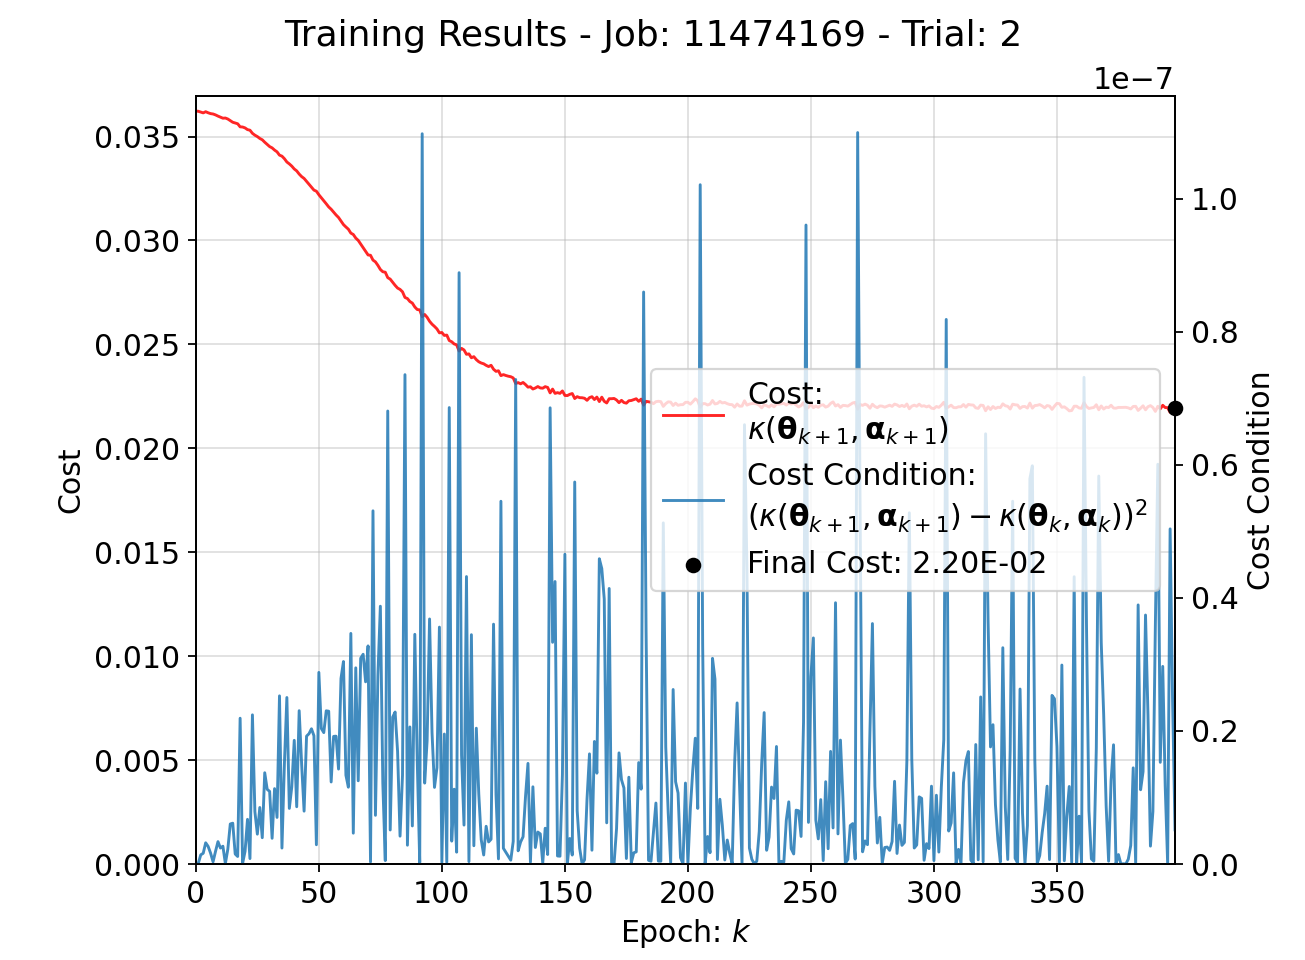 Training Results - Job: 11474169 - Trial: 2
1e−7
0.035
0.030
0.025
0.020
0.015
0.010
0.005
0.000
Cost
1.0
0.8
0.6
0.4
0.2
0.0
Cost Condition
Cost:
κ(θ_{k+1}, α_{k+1})
Cost Condition:
(κ(θ_{k+1}, α_{k+1}) − κ(θ_k, α_k))²
Final Cost: 2.20E-02
0 50 100 150 200 250 300 350
Epoch: k